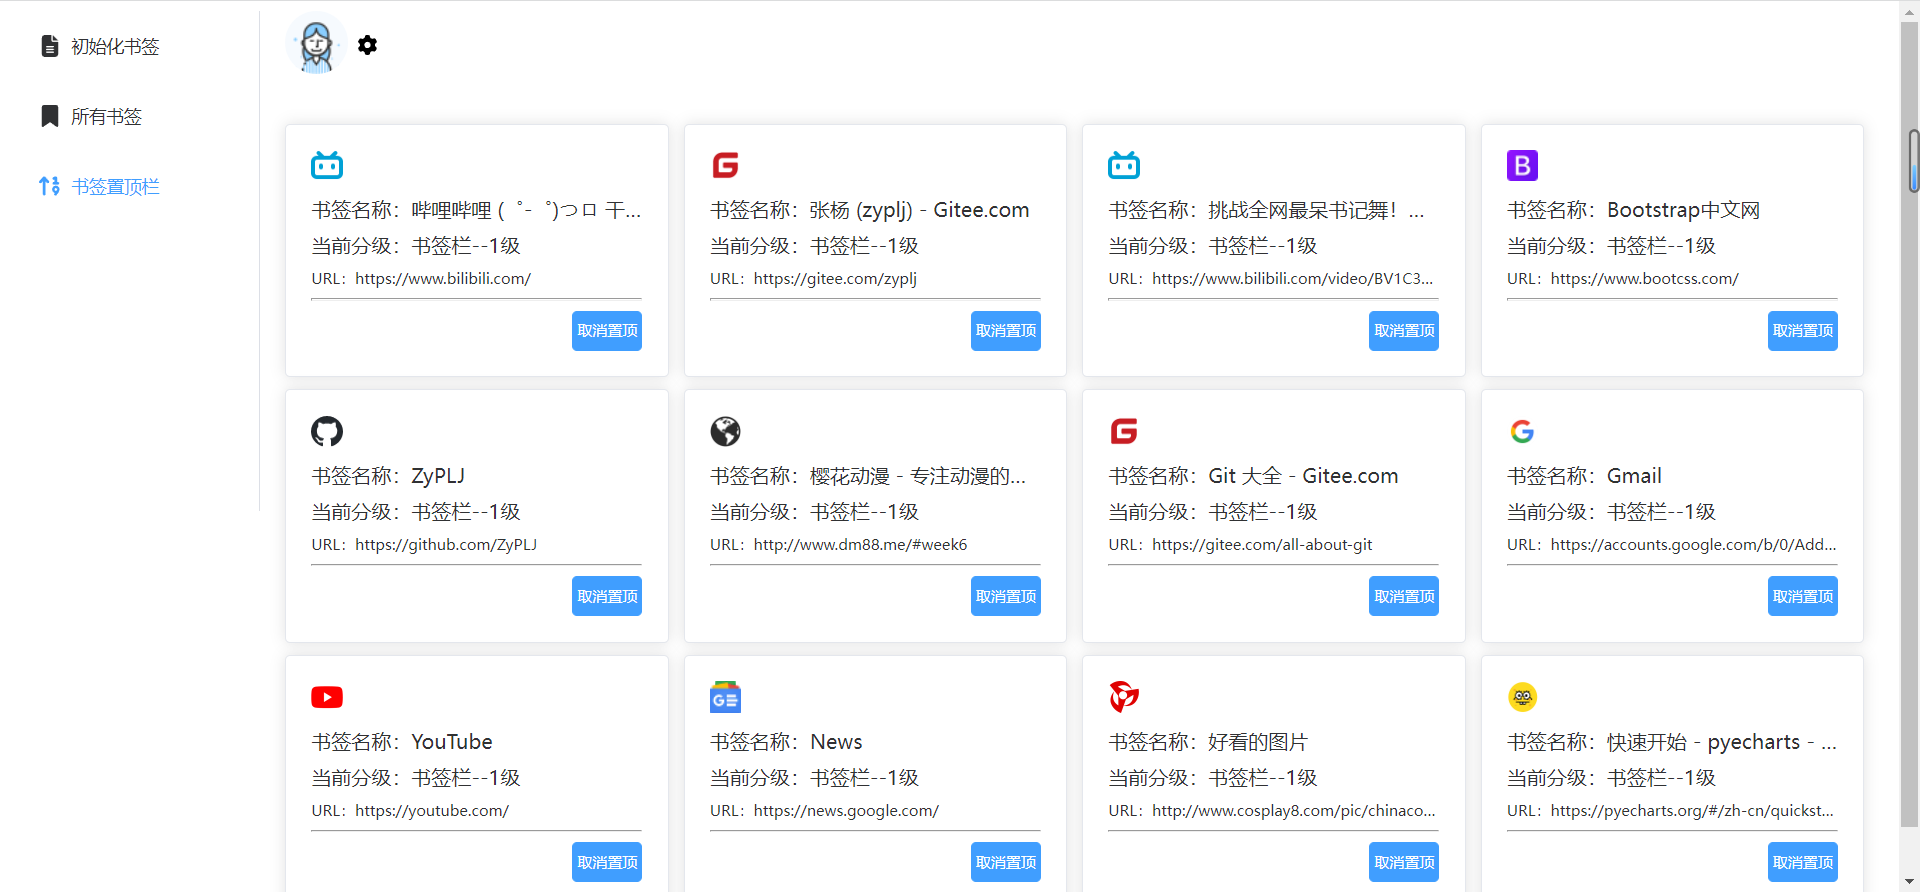 初始化书签
所有书签
书签置顶栏
书签名称：哔哩哔哩 (゜-゜)つロ 干...
当前分级：书签栏--1级
URL：https://www.bilibili.com/
取消置顶
书签名称：张杨 (zyplj) - Gitee.com
当前分级：书签栏--1级
URL：https://gitee.com/zyplj
取消置顶
书签名称：挑战全网最呆书记舞！...
当前分级：书签栏--1级
URL：https://www.bilibili.com/video/BV1C3...
取消置顶
B
书签名称：Bootstrap中文网
当前分级：书签栏--1级
URL：https://www.bootcss.com/
取消置顶
书签名称：ZyPLJ
当前分级：书签栏--1级
URL：https://github.com/ZyPLJ
取消置顶
书签名称：樱花动漫 - 专注动漫的...
当前分级：书签栏--1级
URL：http://www.dm88.me/#week6
取消置顶
书签名称：Git 大全 - Gitee.com
当前分级：书签栏--1级
URL：https://gitee.com/all-about-git
取消置顶
书签名称：Gmail
当前分级：书签栏--1级
URL：https://accounts.google.com/b/0/Add...
取消置顶
书签名称：YouTube
当前分级：书签栏--1级
URL：https://youtube.com/
取消置顶
书签名称：News
当前分级：书签栏--1级
URL：https://news.google.com/
取消置顶
书签名称：好看的图片
当前分级：书签栏--1级
URL：http://www.cosplay8.com/pic/chinaco...
取消置顶
书签名称：快速开始 - pyecharts - ...
当前分级：书签栏--1级
URL：https://pyecharts.org/#/zh-cn/quickst...
取消置顶